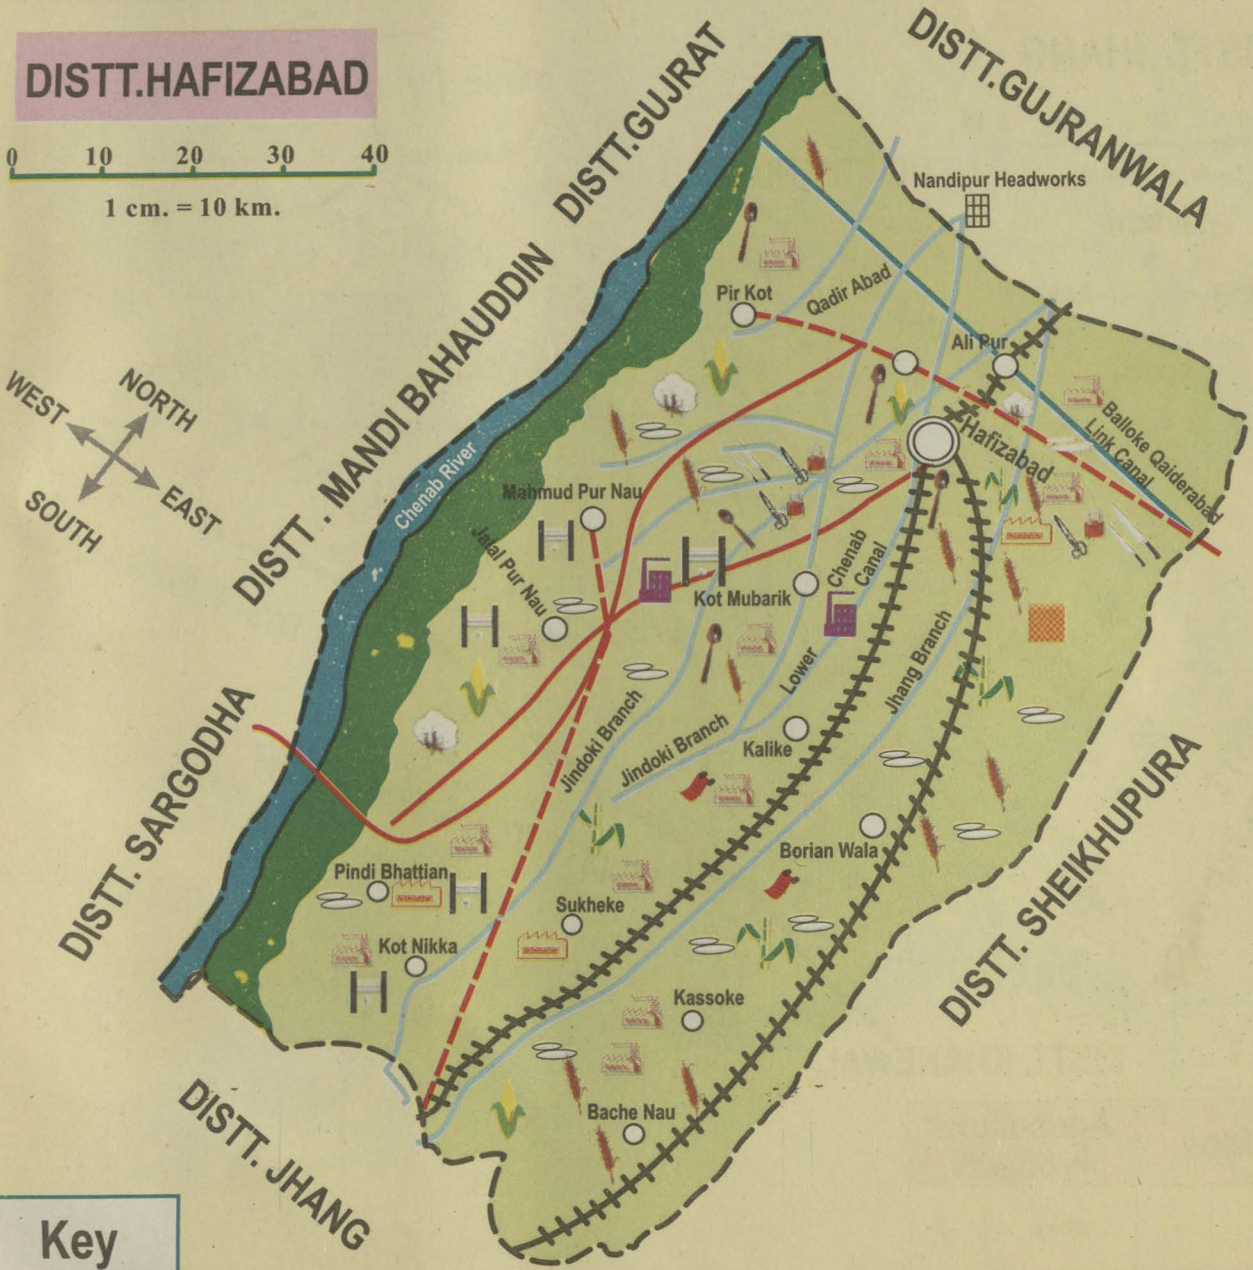 DISTT.HAFIZABAD
0 10 20 30 40
1 cm. = 10 km.
DISTT.GUJRAT
DISTT.GUJRANWALA
Nandipur Headworks
Pir Kot
Qadir Abad
Ali Pur
WEST
NORTH
SOUTH
EAST
DISTT . MANDI BAHAUDDIN
Chenab River
Hafizabad
Balloke Qaiderabad
Link Canal
Mahmud Pur Nau
Jalal Pur Nau
Kot Mubarik
Lower Chenab
Canal
Jhang Branch
DISTT. SARGODHA
Jindoki Branch
Jindoki Branch
Kalike
Borian Wala
DISTT. SHEIKHUPURA
Pindi Bhattian
Sukheke
Kot Nikka
Kassoke
Bache Nau
DISTT. JHANG
Key